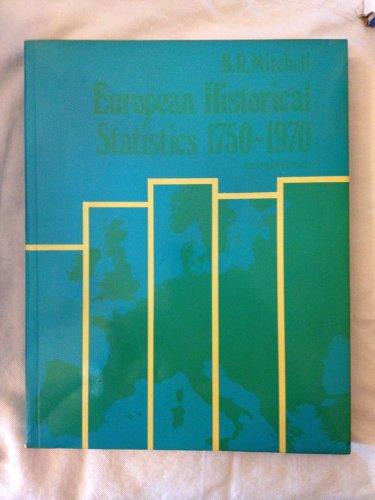 B.R.Mitchell
European Historical
Statistics 1750-1970